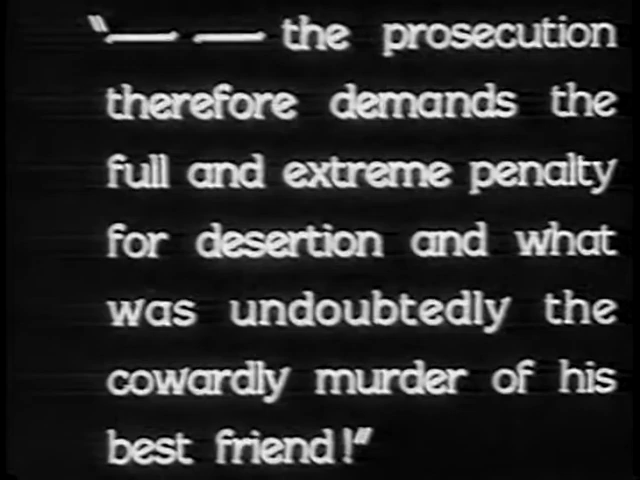 "— — the prosecution
therefore demands the
full and extreme penalty
for desertion and what
was undoubtedly the
cowardly murder of his
best friend!"